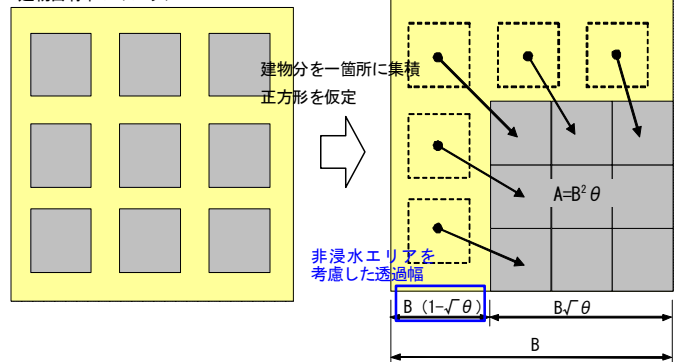 建物分を一箇所に集積
正方形を仮定
A=B²θ
非浸水エリアを
考慮した透過幅
B (1-√θ)
B√θ
B